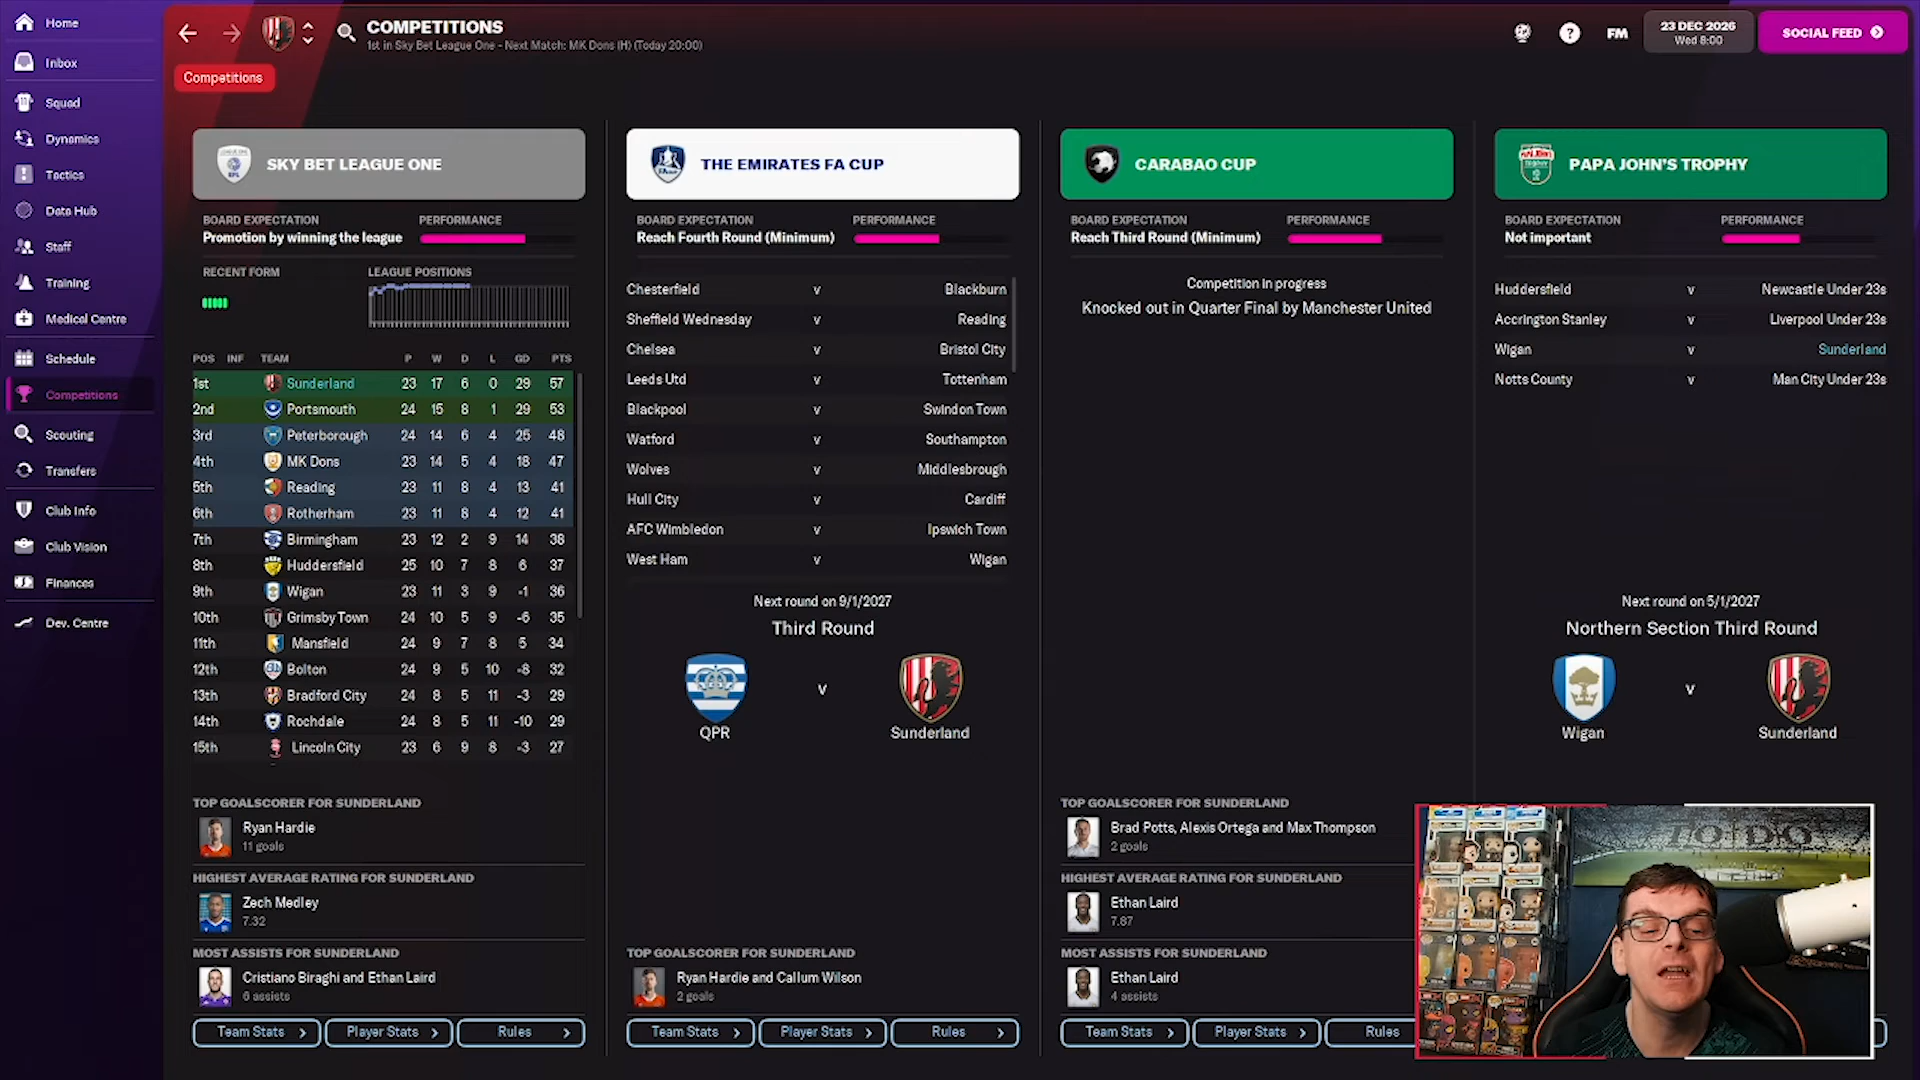 Home
Inbox
Squad
Dynamics
Tactics
Data Hub
Staff
Training
Medical Centre
Schedule
Competitions
Scouting
Transfers
Club Info
Club Vision
Finances
Dev. Centre
COMPETITIONS
1st in Sky Bet League One - Next Match: MK Dons (H) (Today 20:00)
FM
23 DEC 2026
Wed 8:00
SOCIAL FEED
Competitions
SKY BET LEAGUE ONE
BOARD EXPECTATION PERFORMANCE
Promotion by winning the league
RECENT FORM LEAGUE POSITIONS
POS INF TEAM P W D L GD PTS
1st Sunderland 23 17 6 0 29 57
2nd Portsmouth 24 15 8 1 29 53
3rd Peterborough 24 14 6 4 25 48
4th MK Dons 23 14 5 4 18 47
5th Reading 23 11 8 4 13 41
6th Rotherham 23 11 8 4 12 41
7th Birmingham 23 12 2 9 14 38
8th Huddersfield 25 10 7 8 6 37
9th Wigan 23 11 3 9 -1 36
10th Grimsby Town 24 10 5 9 -6 35
11th Mansfield 24 9 7 8 5 34
12th Bolton 24 9 5 10 -8 32
13th Bradford City 24 8 5 11 -3 29
14th Rochdale 24 8 5 11 -10 29
15th Lincoln City 23 6 9 8 -3 27
TOP GOALSCORER FOR SUNDERLAND
Ryan Hardie
11 goals
HIGHEST AVERAGE RATING FOR SUNDERLAND
Zech Medley
7.32
MOST ASSISTS FOR SUNDERLAND
Cristiano Biraghi and Ethan Laird
6 assists
Team Stats
Player Stats
Rules
THE EMIRATES FA CUP
BOARD EXPECTATION PERFORMANCE
Reach Fourth Round (Minimum)
Chesterfield v Blackburn
Sheffield Wednesday v Reading
Chelsea v Bristol City
Leeds Utd v Tottenham
Blackpool v Swindon Town
Watford v Southampton
Wolves v Middlesbrough
Hull City v Cardiff
AFC Wimbledon v Ipswich Town
West Ham v Wigan
Next round on 9/1/2027
Third Round
v
QPR Sunderland
TOP GOALSCORER FOR SUNDERLAND
Ryan Hardie and Callum Wilson
2 goals
Team Stats
Player Stats
Rules
CARABAO CUP
BOARD EXPECTATION PERFORMANCE
Reach Third Round (Minimum)
Competition in progress
Knocked out in Quarter Final by Manchester United
TOP GOALSCORER FOR SUNDERLAND
Brad Potts, Alexis Ortega and Max Thompson
2 goals
HIGHEST AVERAGE RATING FOR SUNDERLAND
Ethan Laird
7.87
MOST ASSISTS FOR SUNDERLAND
Ethan Laird
4 assists
Team Stats
Player Stats
Rules
PAPA JOHN'S TROPHY
BOARD EXPECTATION PERFORMANCE
Not important
Huddersfield v Newcastle Under 23s
Accrington Stanley v Liverpool Under 23s
Wigan v Sunderland
Notts County v Man City Under 23s
Next round on 5/1/2027
Northern Section Third Round
v
Wigan Sunderland